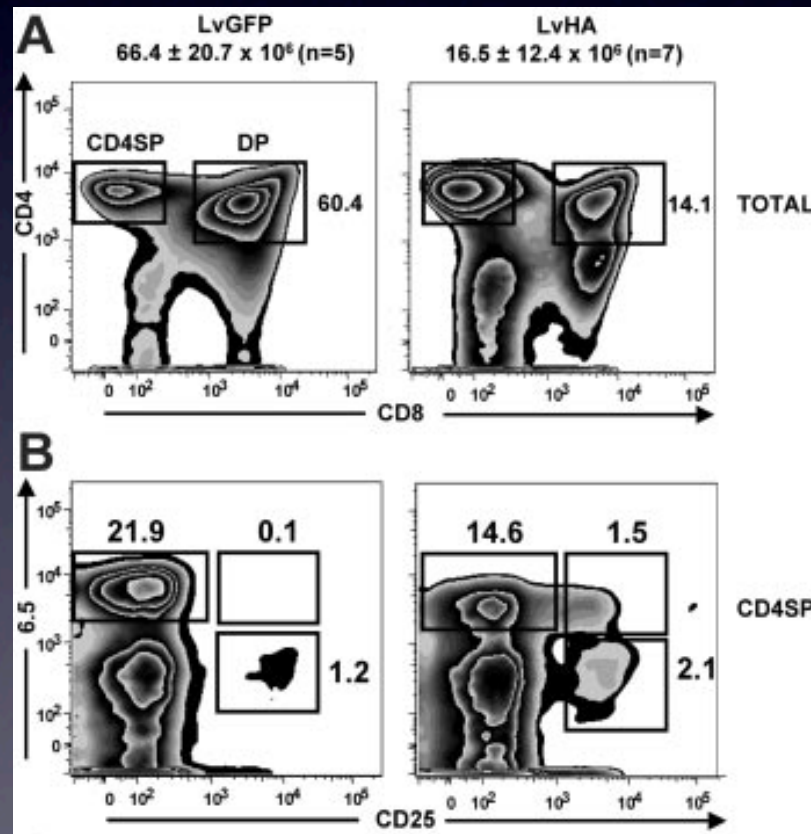 A
LvGFP
66.4 ± 20.7 x 10⁶ (n=5)
LvHA
16.5 ± 12.4 x 10⁶ (n=7)
CD4
10⁵
10⁴
10³
10²
0
CD4SP
DP
60.4
14.1
TOTAL
0 10² 10³ 10⁴ 10⁵
0 10² 10³ 10⁴ 10⁵
CD8
B
6.5
10⁵
10⁴
10³
10²
0
21.9
0.1
1.2
14.6
1.5
2.1
CD4SP
0 10² 10³ 10⁴ 10⁵
0 10² 10³ 10⁴ 10⁵
CD25